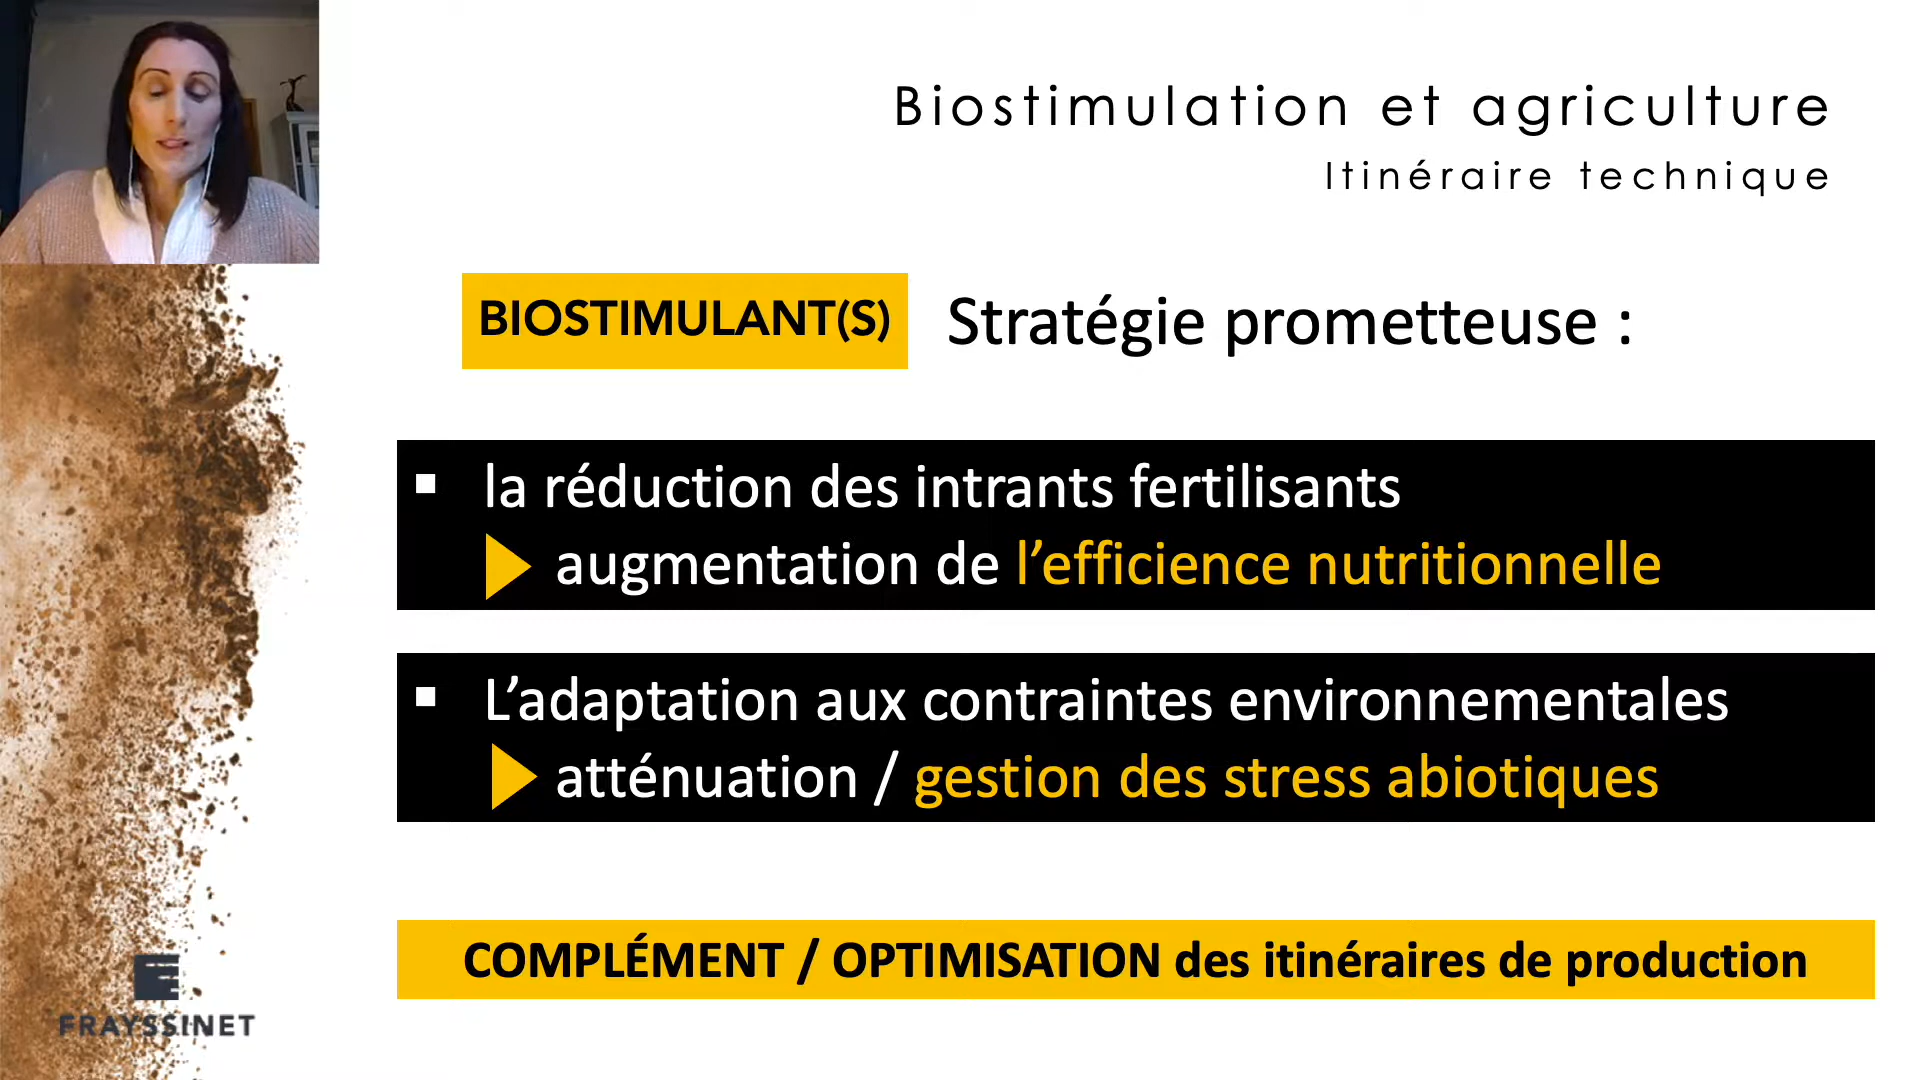 Biostimulation et agriculture
Itinéraire technique
BIOSTIMULANT(S) Stratégie prometteuse :
▪ la réduction des intrants fertilisants
augmentation de l’efficience nutritionnelle
▪ L’adaptation aux contraintes environnementales
atténuation / gestion des stress abiotiques
COMPLÉMENT / OPTIMISATION des itinéraires de production
FRAYSSINET